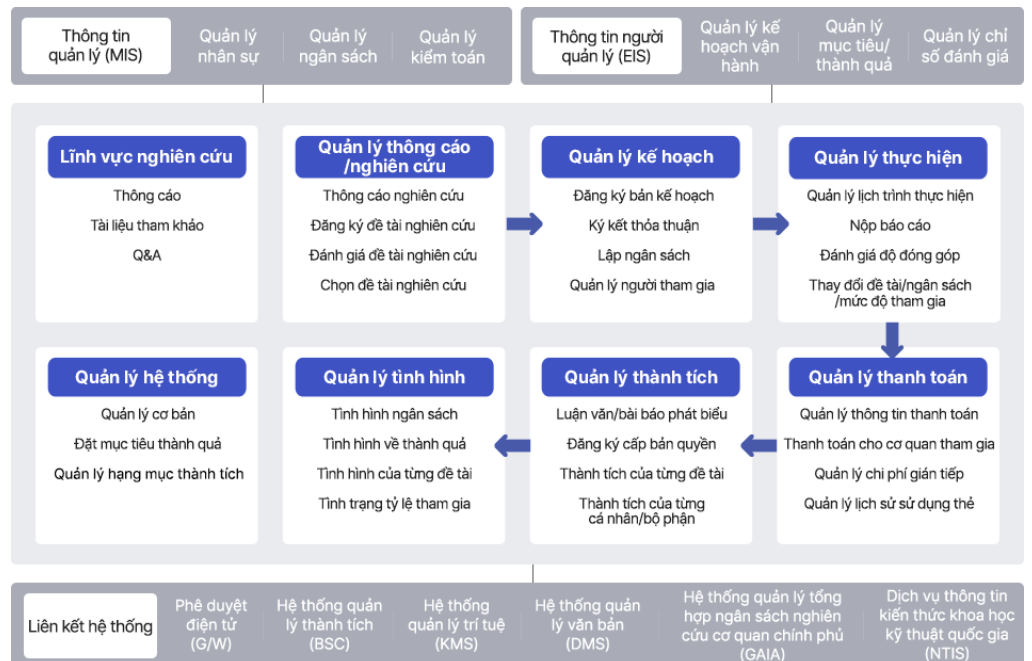 Thông tin
quản lý (MIS)
Quản lý
nhân sự
Quản lý
ngân sách
Quản lý
kiểm toán
Thông tin người
quản lý (EIS)
Quản lý kế
hoạch vận
hành
Quản lý
mục tiêu/
thành quả
Quản lý chỉ
số đánh giá
Lĩnh vực nghiên cứu
Thông cáo
Tài liệu tham khảo
Q&A
Quản lý thông cáo
/nghiên cứu
Thông cáo nghiên cứu
Đăng ký đề tài nghiên cứu
Đánh giá đề tài nghiên cứu
Chọn đề tài nghiên cứu
Quản lý kế hoạch
Đăng ký bản kế hoạch
Ký kết thỏa thuận
Lập ngân sách
Quản lý người tham gia
Quản lý thực hiện
Quản lý lịch trình thực hiện
Nộp báo cáo
Đánh giá độ đóng góp
Thay đổi đề tài/ngân sách
/mức độ tham gia
Quản lý hệ thống
Quản lý cơ bản
Đặt mục tiêu thành quả
Quản lý hạng mục thành tích
Quản lý tình hình
Tình hình ngân sách
Tình hình về thành quả
Tình hình của từng đề tài
Tình trạng tỷ lệ tham gia
Quản lý thành tích
Luận văn/bài báo phát biểu
Đăng ký cấp bản quyền
Thành tích của từng đề tài
Thành tích của từng
cá nhân/bộ phận
Quản lý thanh toán
Quản lý thông tin thanh toán
Thanh toán cho cơ quan tham gia
Quản lý chi phí gián tiếp
Quản lý lịch sử sử dụng thẻ
Liên kết hệ thống
Phê duyệt
điện tử
(G/W)
Hệ thống quản
lý thành tích
(BSC)
Hệ thống
quản lý trí tuệ
(KMS)
Hệ thống quản
lý văn bản
(DMS)
Hệ thống quản lý tổng
hợp ngân sách nghiên
cứu cơ quan chính phủ
(GAIA)
Dịch vụ thông tin
kiến thức khoa học
kỹ thuật quốc gia
(NTIS)